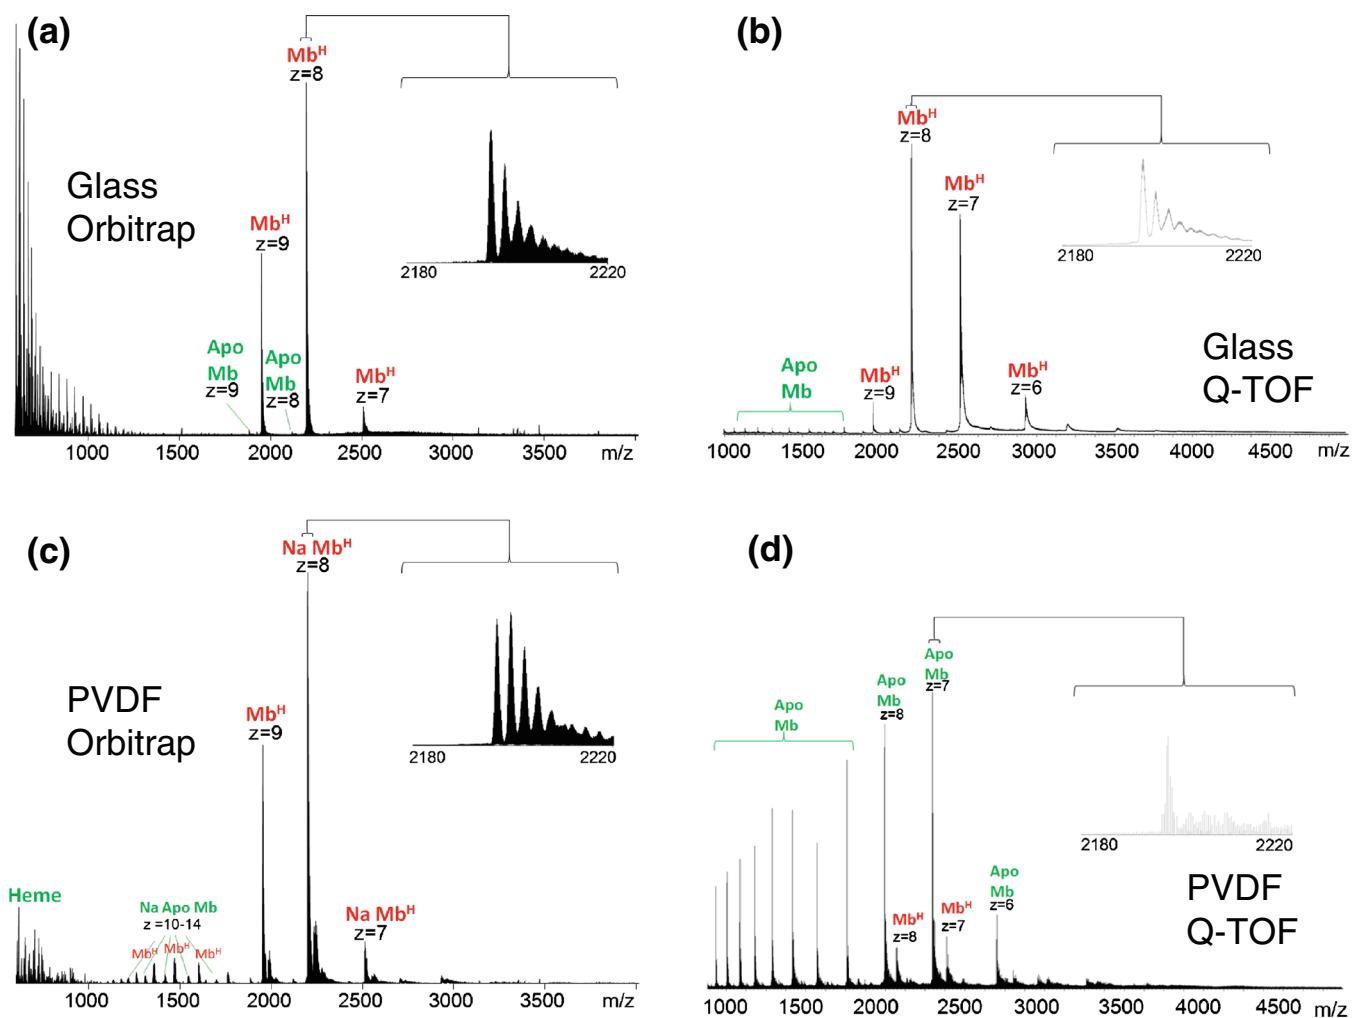 (a)
Mbᴴ
z=8
Glass
Orbitrap
Mbᴴ
z=9
2180
2220
Apo
Mb
z=9
Apo
Mb
z=8
Mbᴴ
z=7
1000 1500 2000 2500 3000 3500 m/z
(b)
Mbᴴ
z=8
Mbᴴ
z=7
2180
2220
Glass
Q-TOF
Apo
Mb
Mbᴴ
z=9
Mbᴴ
z=6
1000 1500 2000 2500 3000 3500 4000 4500 m/z
(c)
Na Mbᴴ
z=8
PVDF
Orbitrap
Mbᴴ
z=9
2180
2220
Heme
Na Apo Mb
z =10-14
Mbᴴ Mbᴴ Mbᴴ
Na Mbᴴ
z=7
1000 1500 2000 2500 3000 3500 m/z
(d)
Apo
Mb
z=7
Apo
Mb
z=8
Apo
Mb
2180
2220
Apo
Mb
z=6
Mbᴴ
z=8
Mbᴴ
z=7
PVDF
Q-TOF
1000 1500 2000 2500 3000 3500 4000 4500 m/z